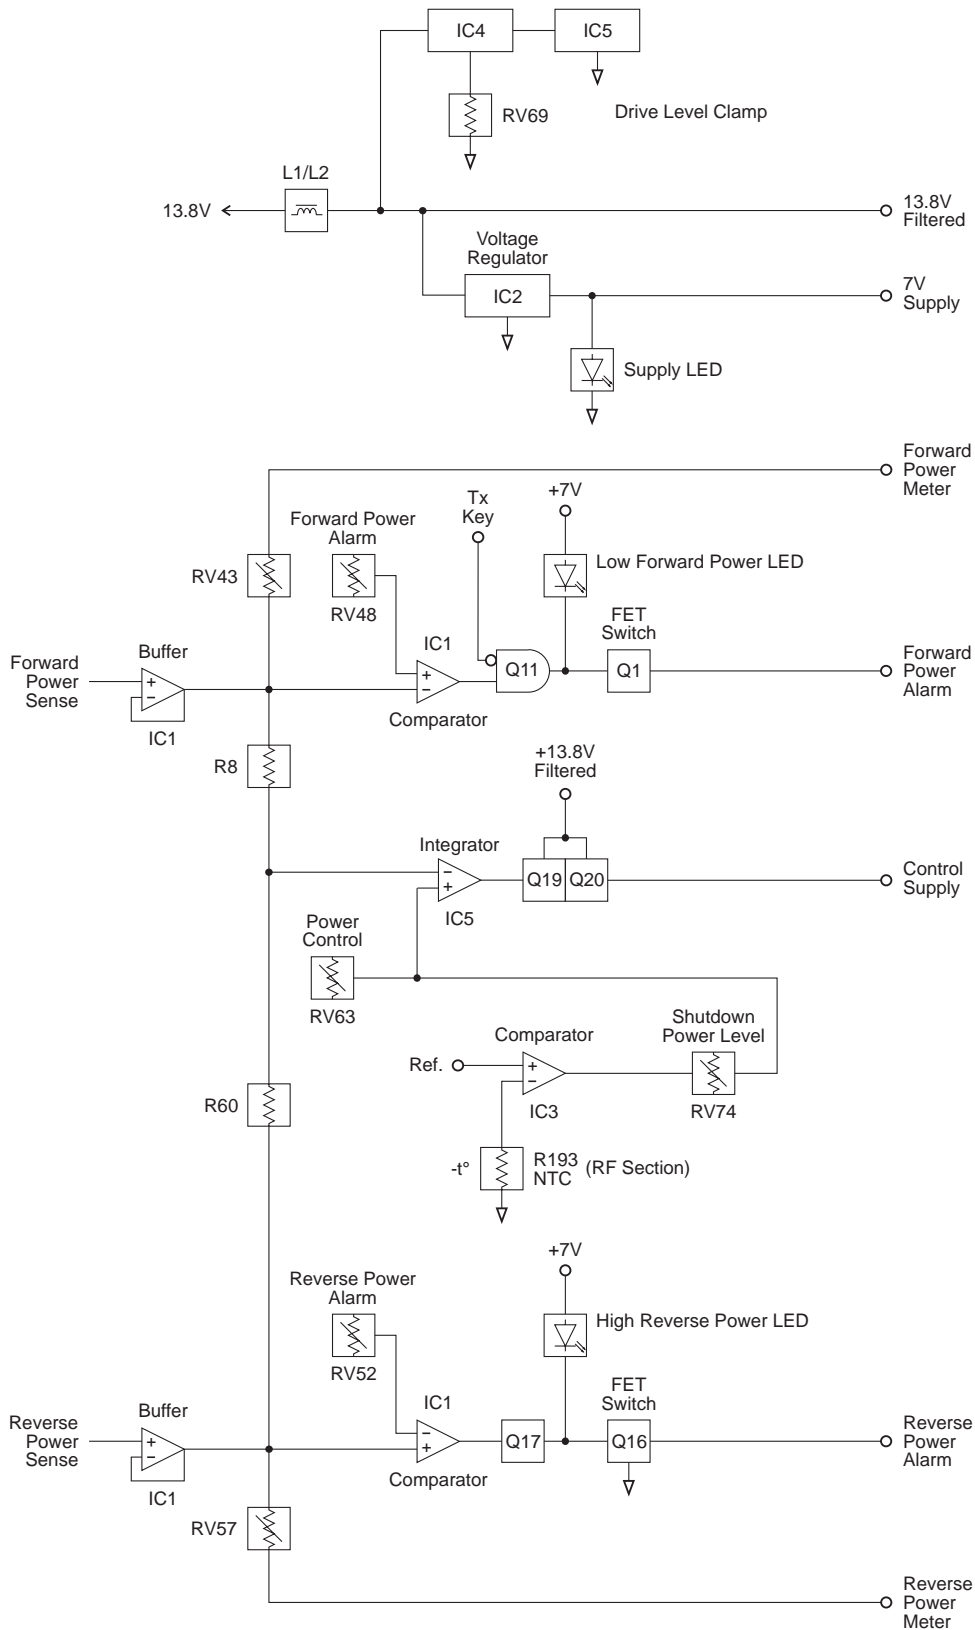 IC4
IC5
RV69
Drive Level Clamp
L1/L2
13.8V
13.8V
Filtered
Voltage
Regulator
IC2
7V
Supply
Supply LED
Forward
Power
Meter
Tx
Key
+7V
Forward Power
Alarm
RV43
RV48
Low Forward Power LED
FET
Switch
IC1
Buffer
Forward
Power
Sense
+
−
IC1
+
−
Comparator
Q11
Q1
Forward
Power
Alarm
R8
+13.8V
Filtered
Integrator
−
+
IC5
Q19
Q20
Control
Supply
Power
Control
RV63
Shutdown
Power Level
Comparator
Ref.
+
−
IC3
RV74
R60
-t°
R193
NTC
(RF Section)
+7V
Reverse Power
Alarm
High Reverse Power LED
RV52
FET
Switch
IC1
Buffer
Reverse
Power
Sense
+
−
IC1
−
+
Comparator
Q17
Q16
Reverse
Power
Alarm
RV57
Reverse
Power
Meter